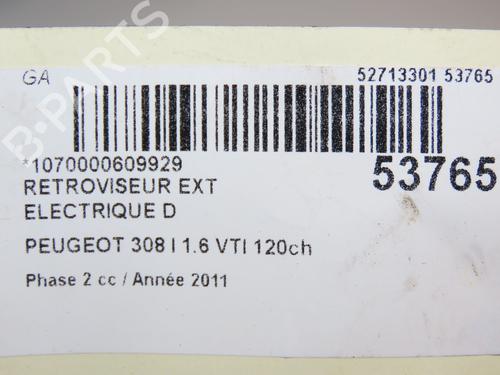 B-PARTS
GA
52713301 53765
*1070000609929
53765
RETROVISEUR EXT
ELECTRIQUE D
PEUGEOT 308 I 1.6 VTI 120ch
Phase 2 cc / Année 2011